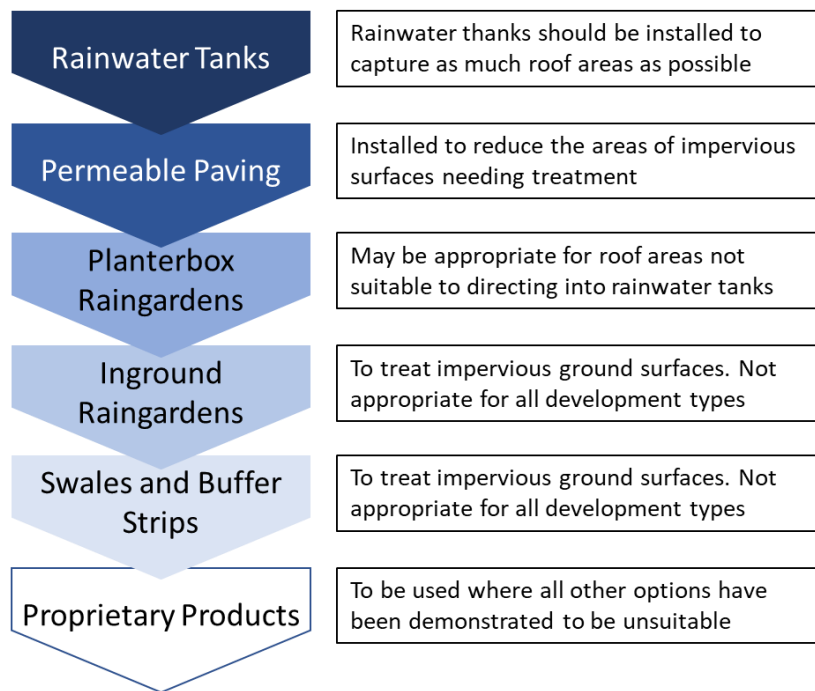 Rainwater Tanks
Rainwater thanks should be installed to
capture as much roof areas as possible
Permeable Paving
Installed to reduce the areas of impervious
surfaces needing treatment
Planterbox
Raingardens
May be appropriate for roof areas not
suitable to directing into rainwater tanks
Inground
Raingardens
To treat impervious ground surfaces. Not
appropriate for all development types
Swales and Buffer
Strips
To treat impervious ground surfaces. Not
appropriate for all development types
Proprietary Products
To be used where all other options have
been demonstrated to be unsuitable